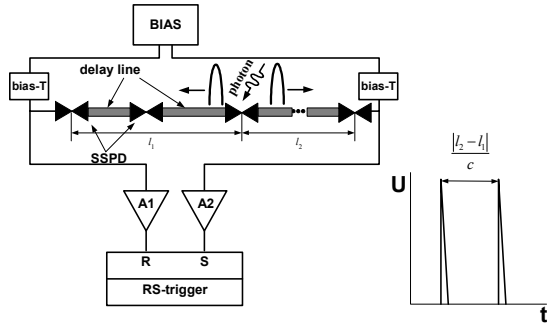 BIAS
bias-T
delay line
photon
bias-T
l₁
l₂
SSPD
A1
A2
R
S
RS-trigger
U
|l₂ − l₁|
c
t